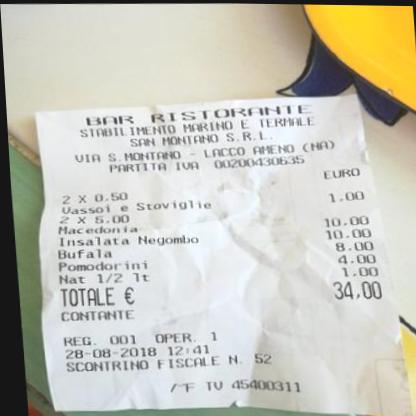 BAR RISTORANTE
STABILIMENTO MARINO E TERMALE
SAN MONTANO S.R.L.
VIA S.MONTANO - LACCO AMENO (NA)
PARTITA IVA 00200430635
EURO
2 X 0.50
Vassoi e Stoviglie 1.00
2 X 5.00
Macedonia 10.00
Insalata Negombo 10.00
Bufala 8.00
Pomodorini 4.00
Nat 1/2 lt 1.00
TOTALE € 34,00
CONTANTE
REG. 001 OPER. 1
28-08-2018 12:41
SCONTRINO FISCALE N. 52
TU 45400311